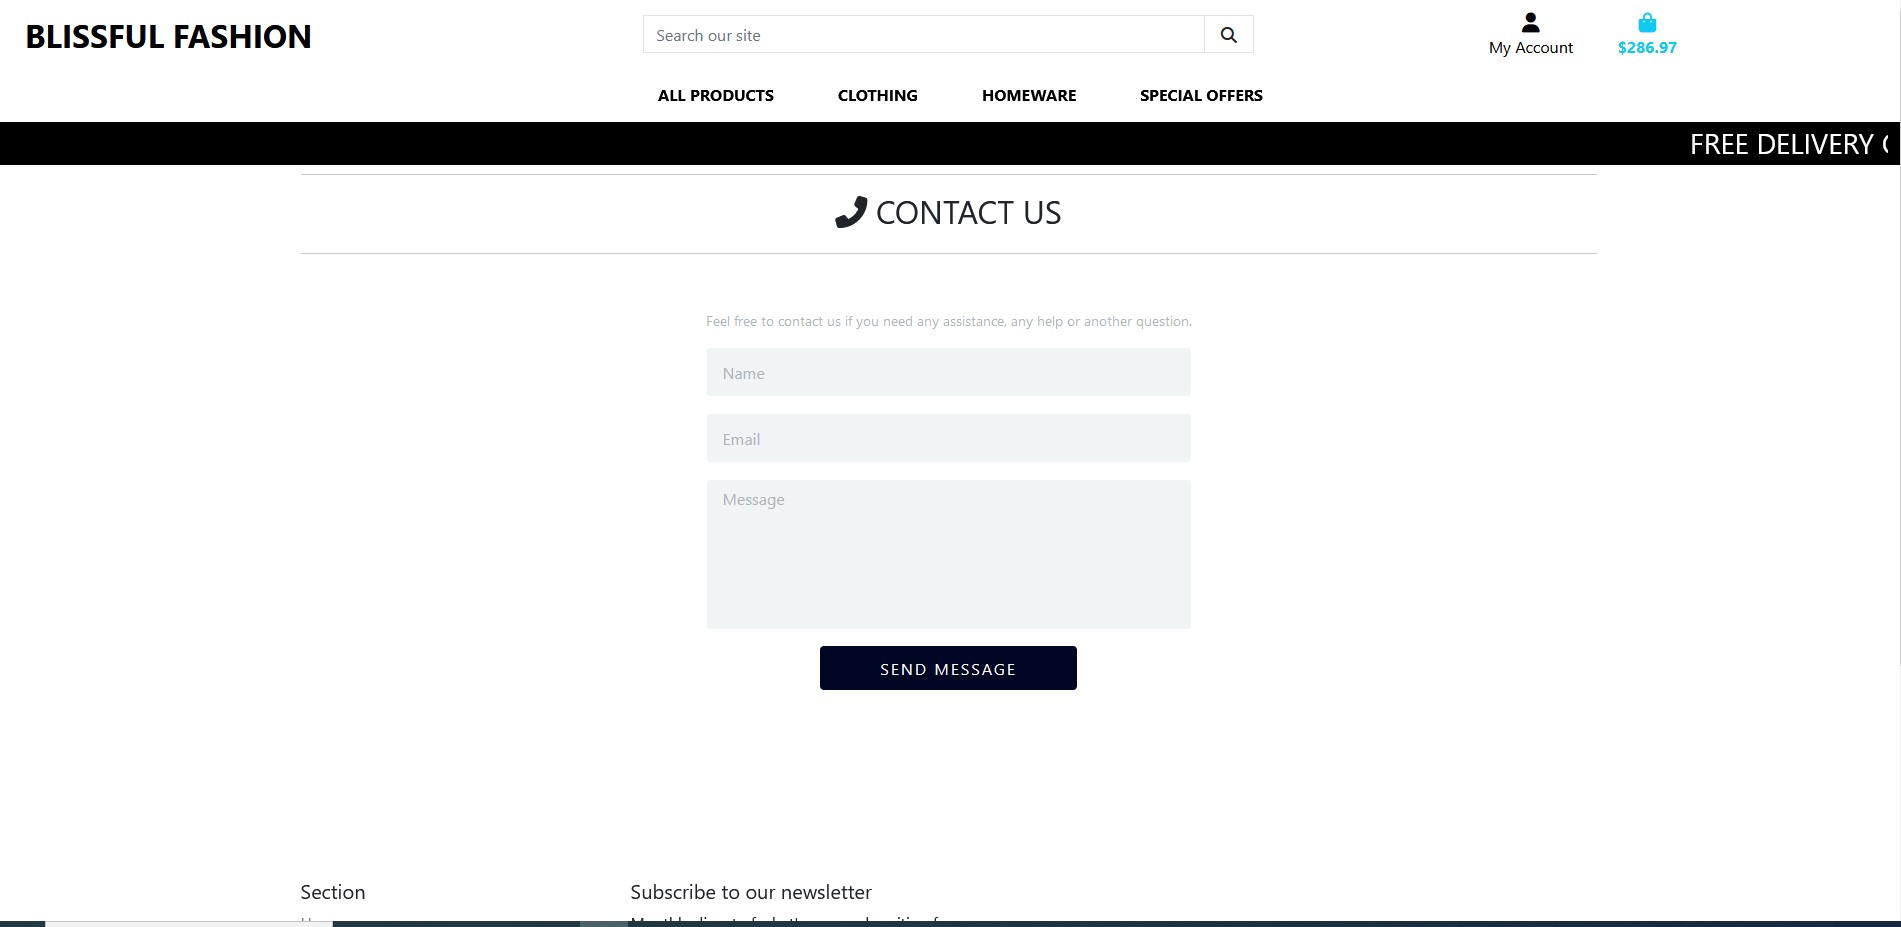 BLISSFUL FASHION
Search our site
My Account
$286.97
ALL PRODUCTS CLOTHING HOMEWARE SPECIAL OFFERS
FREE DELIVERY
CONTACT US
Feel free to contact us if you need any assistance, any help or another question.
Name
Email
Message
SEND MESSAGE
Section
Subscribe to our newsletter